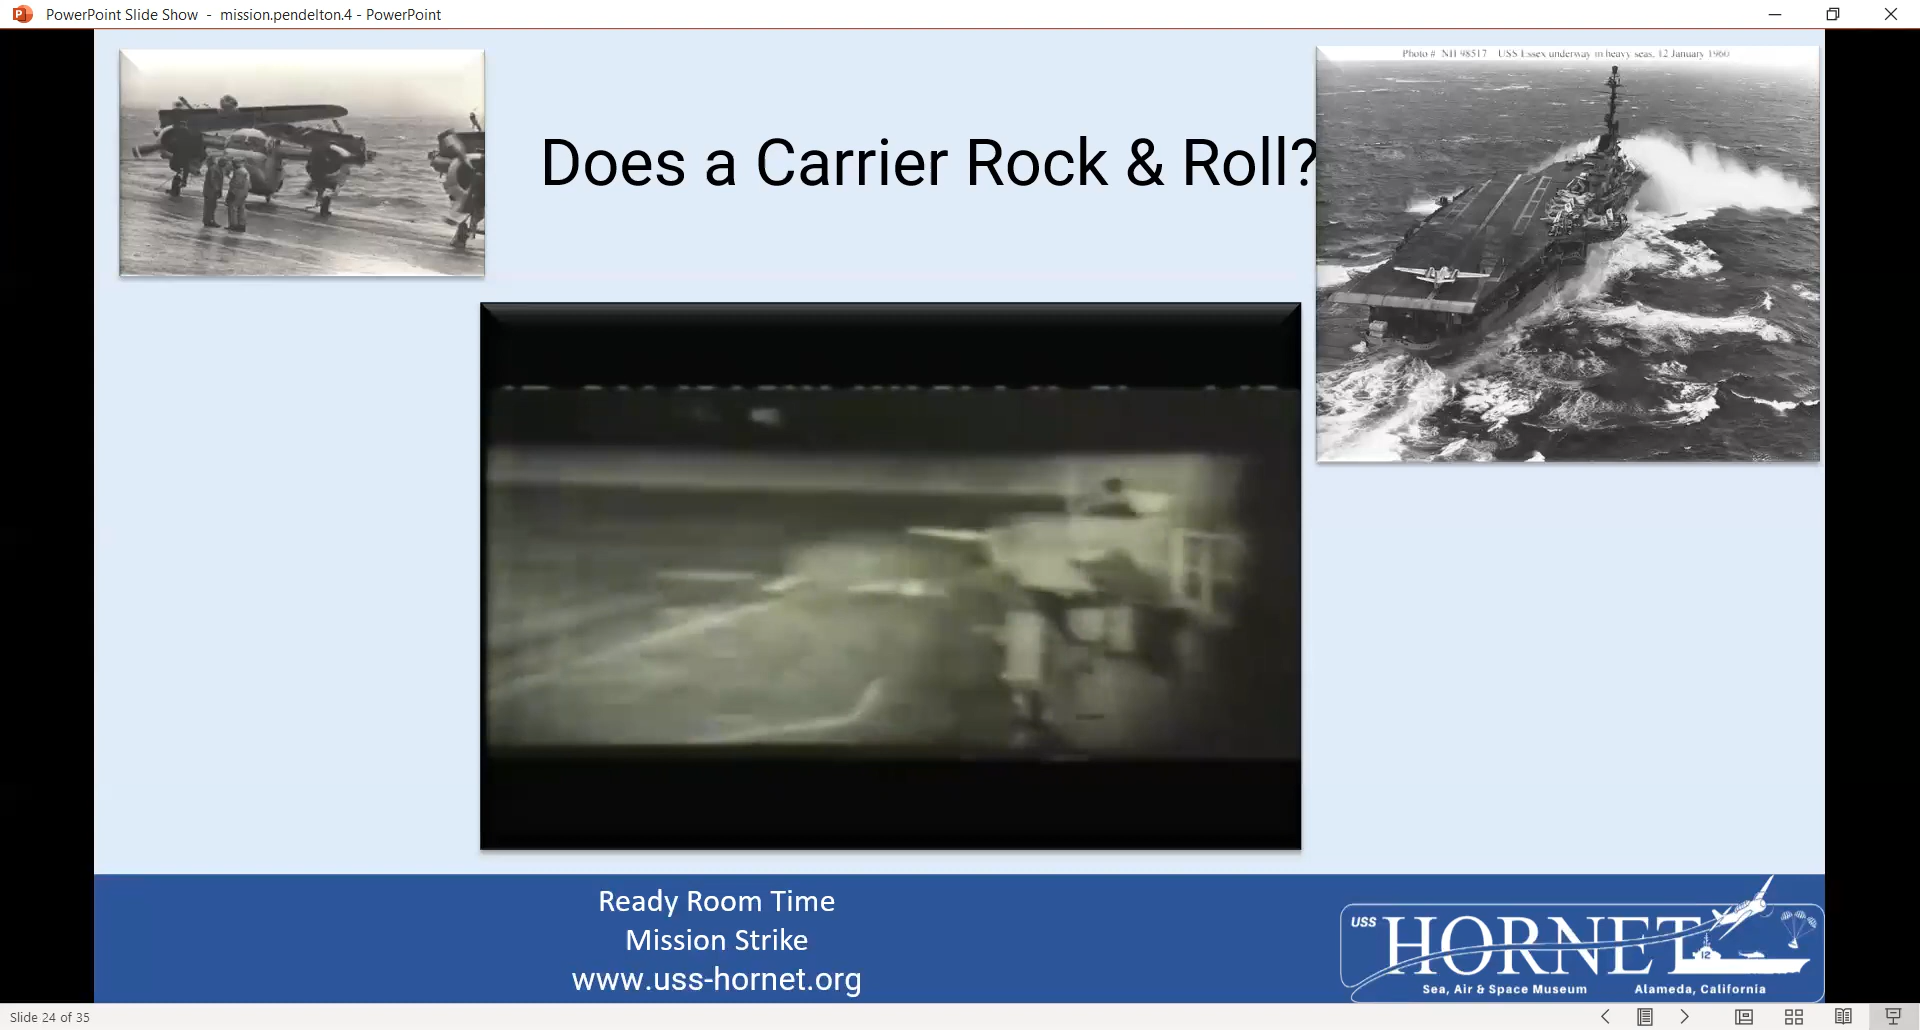 PowerPoint Slide Show - mission.pendelton.4 - PowerPoint
Photo # NH 98517 USS Essex underway in heavy seas, 12 January 1960
Does a Carrier Rock & Roll?
Ready Room Time
Mission Strike
www.uss-hornet.org
USS HORNET
12
Sea, Air & Space Museum Alameda, California
Slide 24 of 35